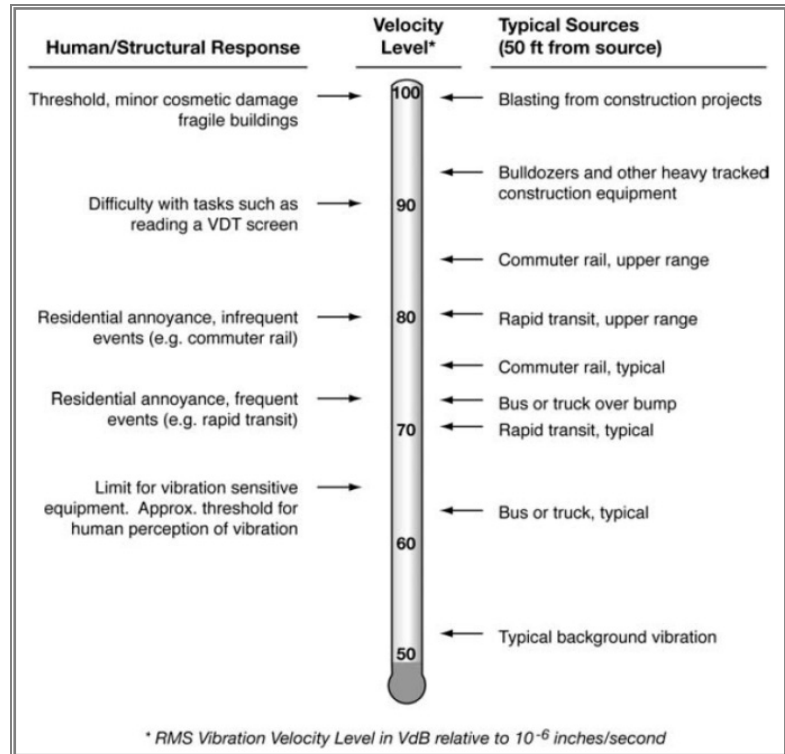 Human/Structural Response
Velocity
Level*
Typical Sources
(50 ft from source)
Threshold, minor cosmetic damage
fragile buildings
100
Blasting from construction projects
Bulldozers and other heavy tracked
construction equipment
Difficulty with tasks such as
reading a VDT screen
90
Commuter rail, upper range
Residential annoyance, infrequent
events (e.g. commuter rail)
80
Rapid transit, upper range
Commuter rail, typical
Residential annoyance, frequent
events (e.g. rapid transit)
Bus or truck over bump
70
Rapid transit, typical
Limit for vibration sensitive
equipment. Approx. threshold for
human perception of vibration
Bus or truck, typical
60
Typical background vibration
50
* RMS Vibration Velocity Level in VdB relative to 10⁻⁶ inches/second